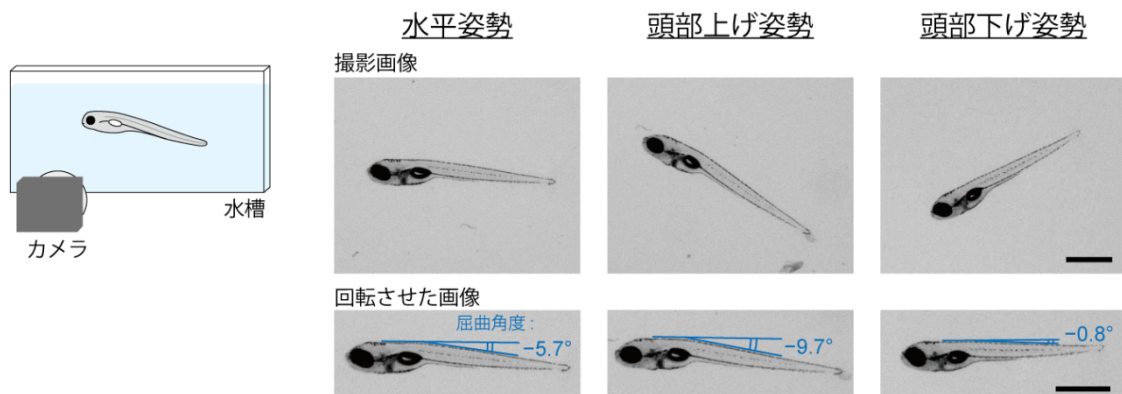 水平姿勢
頭部上げ姿勢
頭部下げ姿勢
撮影画像
水槽
カメラ
回転させた画像
屈曲角度 :
−5.7°
−9.7°
−0.8°